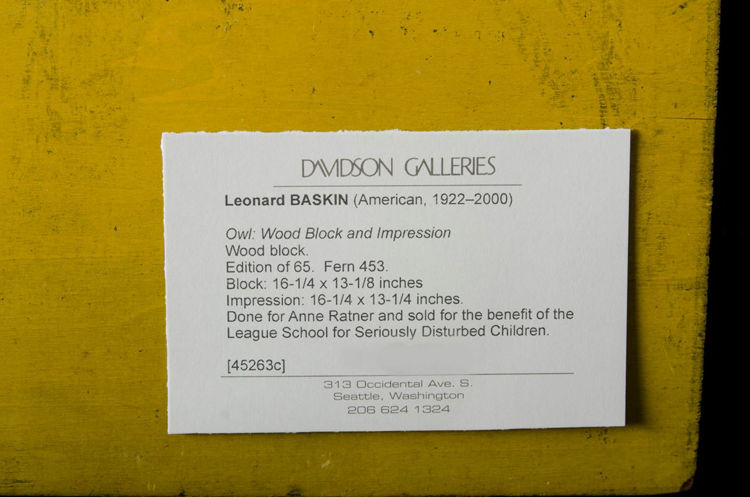 DAVIDSON GALLERIES
Leonard BASKIN (American, 1922–2000)
Owl: Wood Block and Impression
Wood block.
Edition of 65. Fern 453.
Block: 16-1/4 x 13-1/8 inches
Impression: 16-1/4 x 13-1/4 inches.
Done for Anne Ratner and sold for the benefit of the
League School for Seriously Disturbed Children.
[45263c]
313 Occidental Ave. S.
Seattle, Washington
206 624 1324